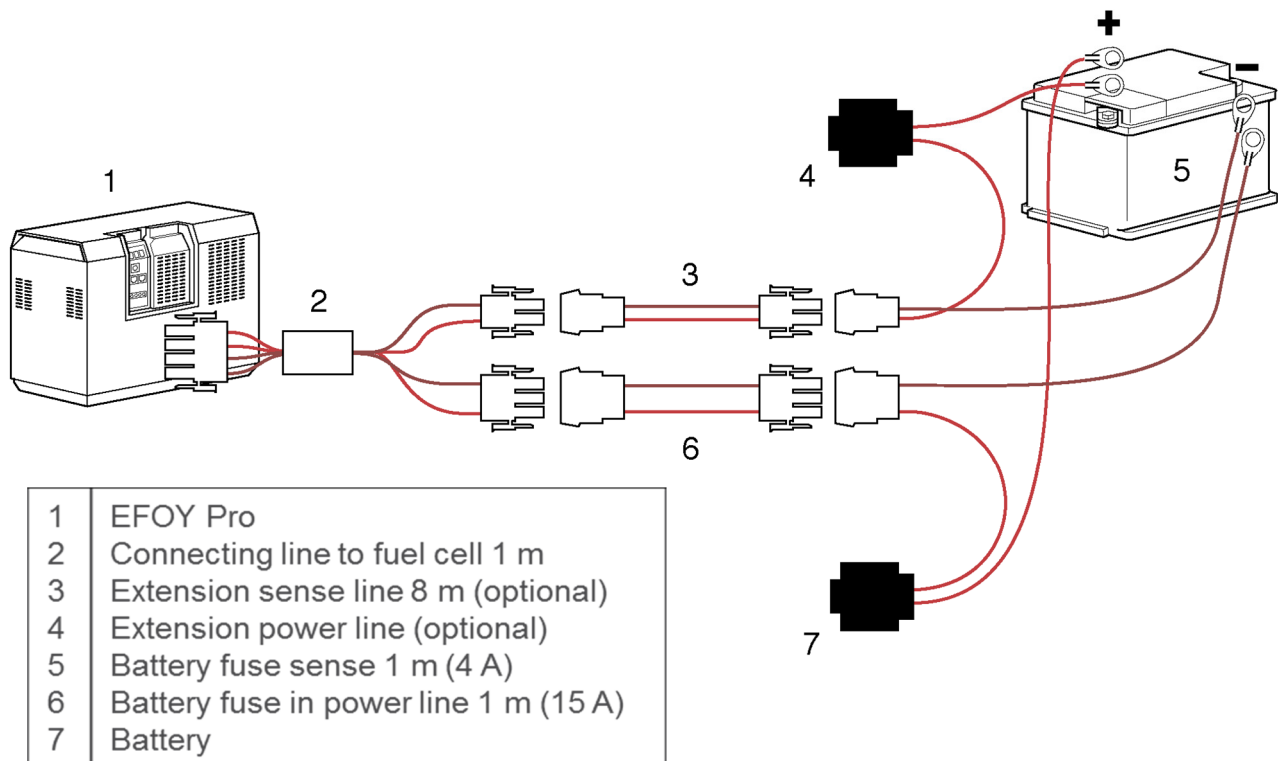 +
−
1
2
3
4
5
6
7
1 EFOY Pro
2 Connecting line to fuel cell 1 m
3 Extension sense line 8 m (optional)
4 Extension power line (optional)
5 Battery fuse sense 1 m (4 A)
6 Battery fuse in power line 1 m (15 A)
7 Battery